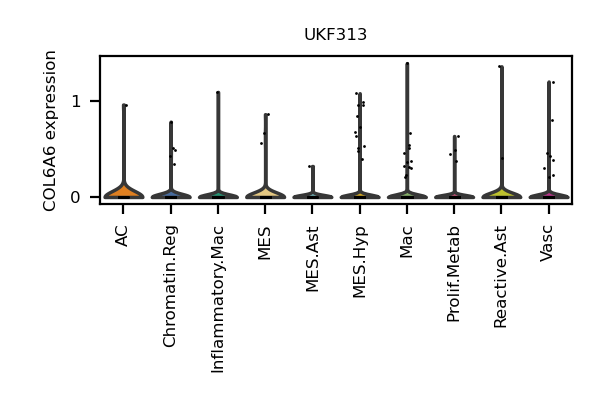 UKF313
COL6A6 expression
1
0
AC
Chromatin.Reg
Inflammatory.Mac
MES
MES.Ast
MES.Hyp
Mac
Prolif.Metab
Reactive.Ast
Vasc